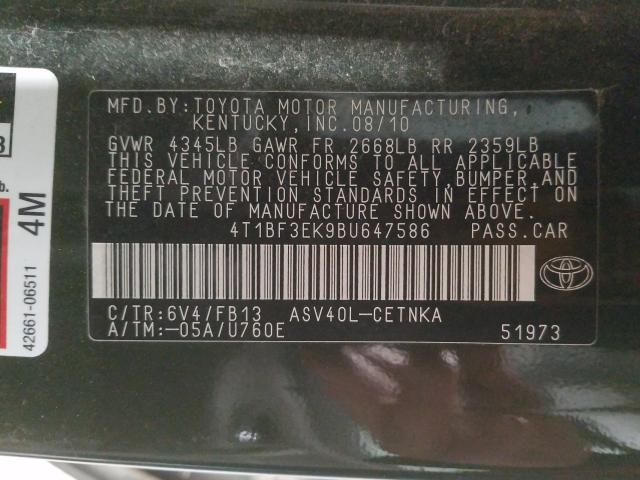 MFD.BY:TOYOTA MOTOR MANUFACTURING,
KENTUCKY,INC.08/10
GVWR 4345LB GAWR FR 2668LB RR 2359LB
THIS VEHICLE CONFORMS TO ALL APPLICABLE
FEDERAL MOTOR VEHICLE SAFETY,BUMPER,AND
THEFT PREVENTION STANDARDS IN EFFECT ON
THE DATE OF MANUFACTURE SHOWN ABOVE.
4T1BF3EK9BU647586 PASS.CAR
C/TR:6V4/FB13 ASV40L-CETNKA
A/TM:-05A/U760E 51973
4M
42661-06511
b.